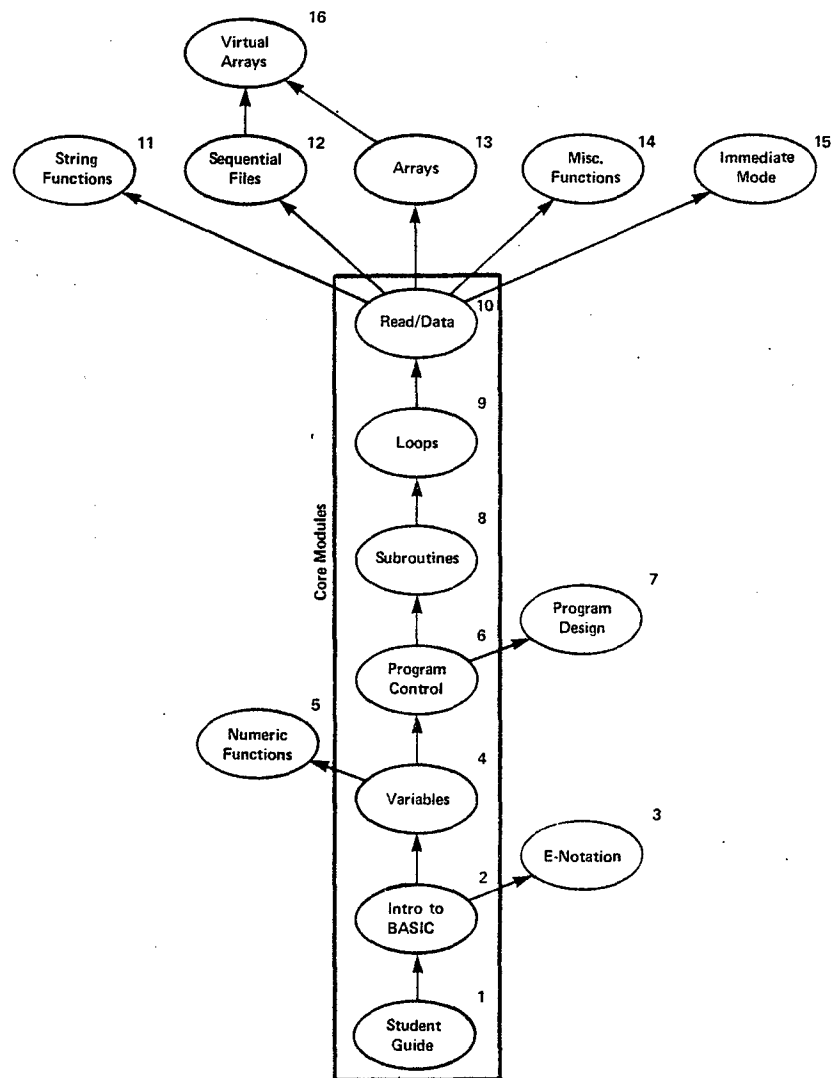 16
Virtual
Arrays
11
String
Functions
12
Sequential
Files
13
Arrays
14
Misc.
Functions
15
Immediate
Mode
10
Read/Data
9
Loops
Core Modules
8
Subroutines
7
Program
Design
6
Program
Control
5
Numeric
Functions
4
Variables
3
E-Notation
2
Intro to
BASIC
1
Student
Guide